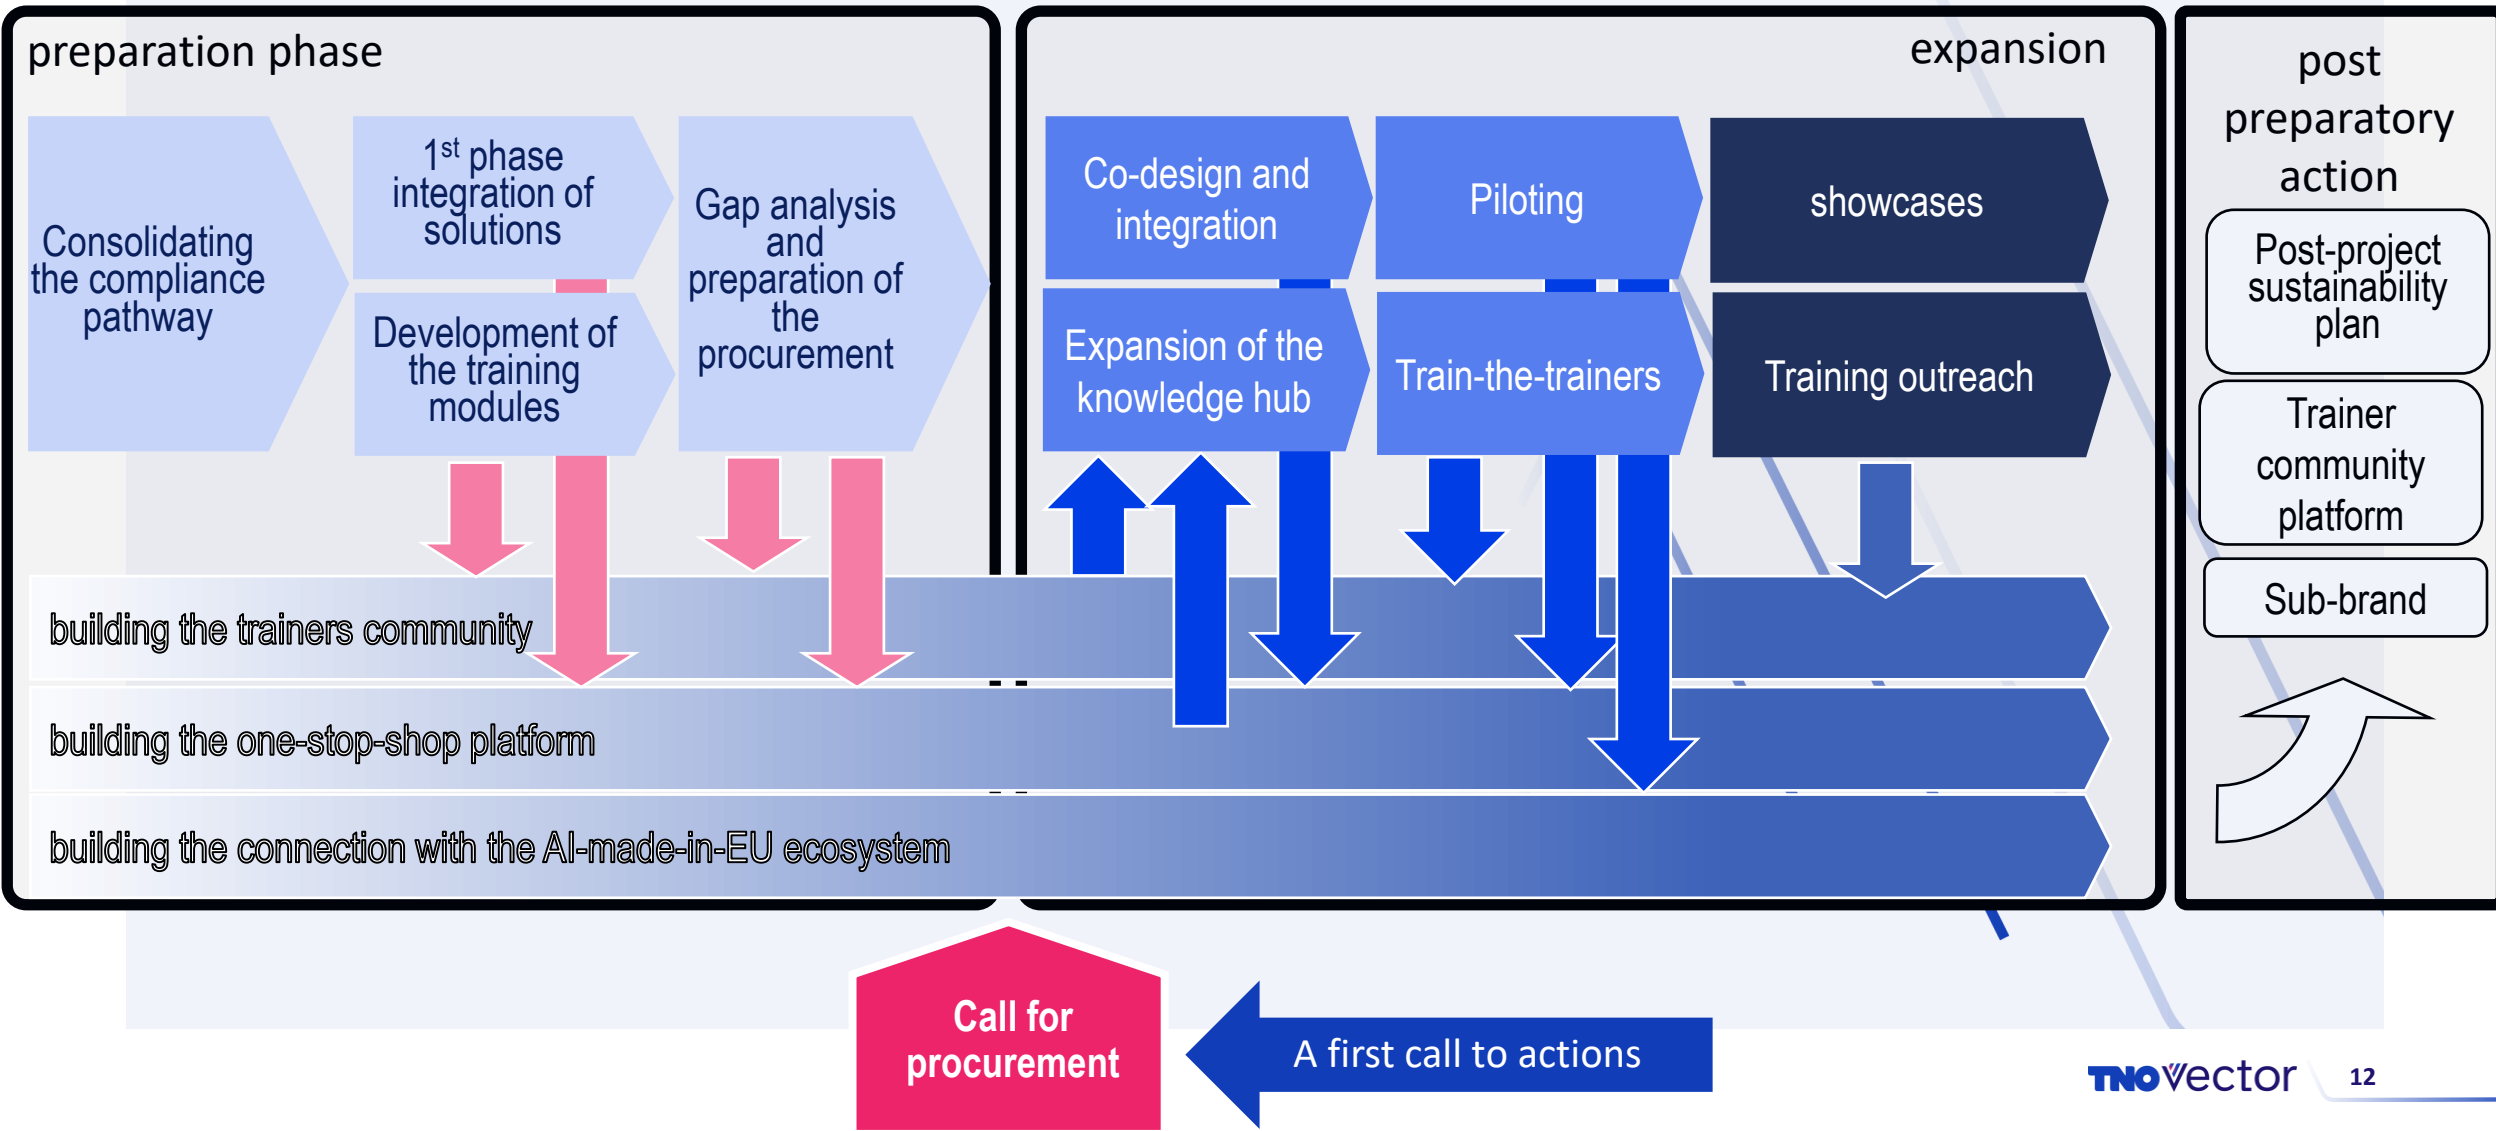 preparation phase
expansion
post
preparatory
action
Consolidating
the compliance
pathway
1st phase
integration of
solutions
Development of
the training
modules
Gap analysis
and
preparation of
the
procurement
Co-design and
integration
Expansion of the
knowledge hub
Piloting
Train-the-trainers
showcases
Training outreach
Post-project
sustainability
plan
Trainer
community
platform
Sub-brand
building the trainers community
building the one-stop-shop platform
building the connection with the AI-made-in-EU ecosystem
Call for
procurement
A first call to actions
TNO Vector
12